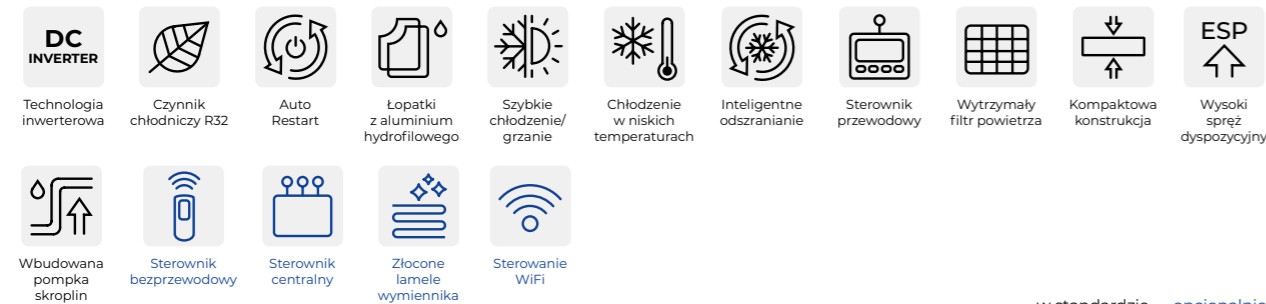 DC
INVERTER
ESP
Technologia
inwerterowa
Czynnik
chłodniczy R32
Auto
Restart
Łopatki
z aluminium
hydrofilowego
Szybkie
chłodzenie/
grzanie
Chłodzenie
w niskich
temperaturach
Inteligentne
odszranianie
Sterownik
przewodowy
Wytrzymały
filtr powietrza
Kompaktowa
konstrukcja
Wysoki
spręż
dyspozycyjny
Wbudowana
pompka
skroplin
Sterownik
bezprzewodowy
Sterownik
centralny
Złocone
lamele
wymiennika
Sterowanie
WiFi
w standardzie opcjonalnie